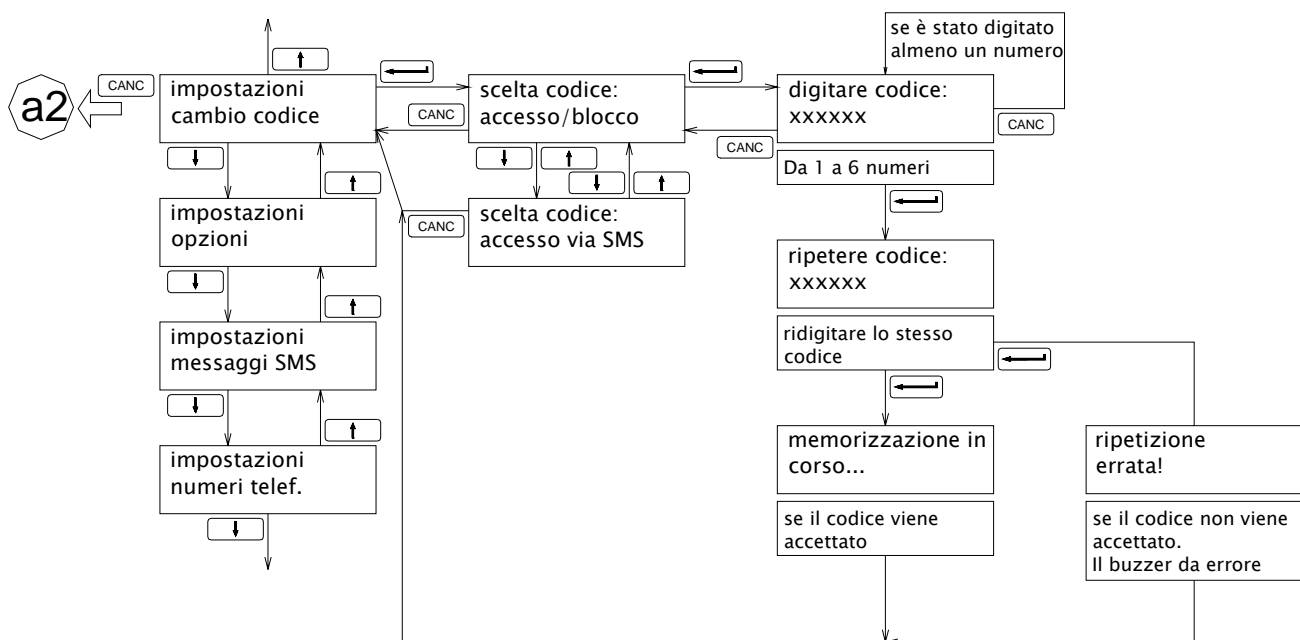 se è stato digitato
almeno un numero
a2
CANC
impostazioni
cambio codice
scelta codice:
accesso/blocco
CANC
digitare codice:
xxxxxx
CANC
CANC
Da 1 a 6 numeri
impostazioni
opzioni
CANC
scelta codice:
accesso via SMS
ripetere codice:
xxxxxx
impostazioni
messaggi SMS
ridigitare lo stesso
codice
impostazioni
numeri telef.
memorizzazione in
corso...
ripetizione
errata!
se il codice viene
accettato
se il codice non viene
accettato.
Il buzzer da errore